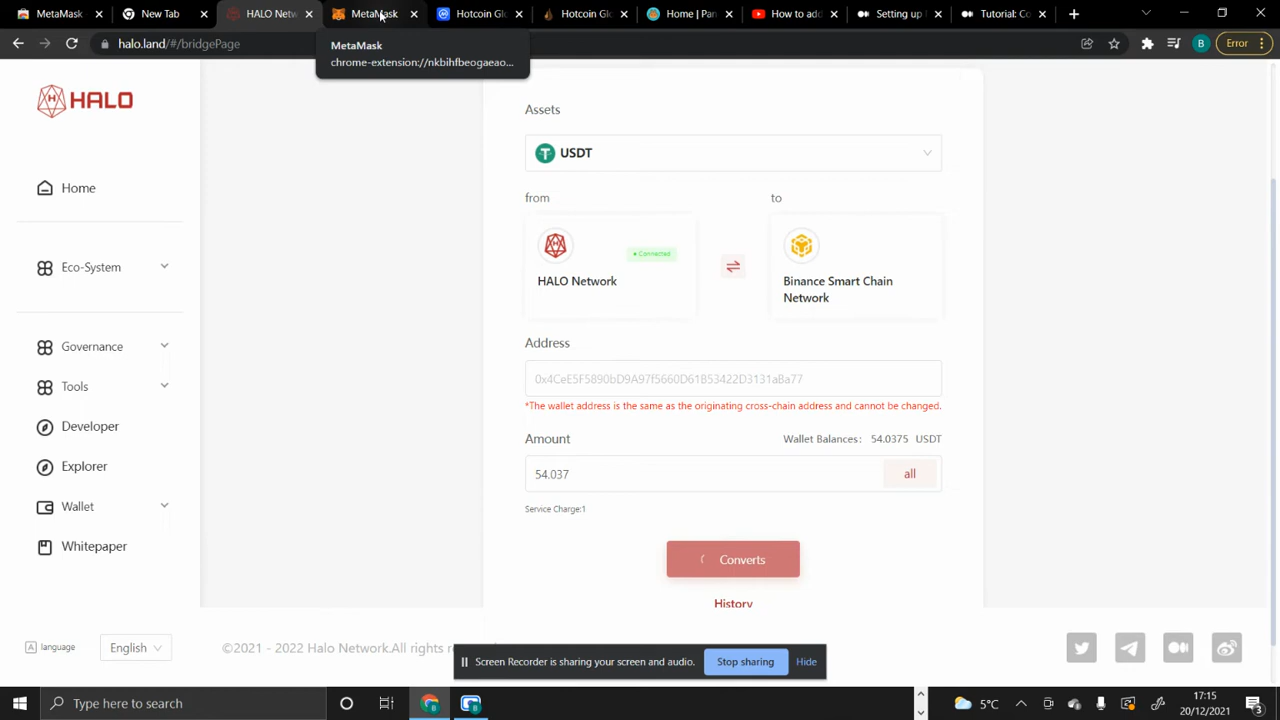 MetaMask - 
New Tab
HALO Netw
MetaMask
Hotcoin Gl
Hotcoin Gl
Home | Pan
How to add
Setting up 
Tutorial: Co
halo.land/#/bridgePage
B
Error
MetaMask
chrome-extension://nkbihfbeogaeao...
HALO
Home
Eco-System
Governance
Tools
Developer
Explorer
Wallet
Whitepaper
Assets
USDT
from
to
Connected
HALO Network
Binance Smart Chain
Network
Address
0x4CeE5F5890bD9A97f5660D61B53422D3131aBa77
*The wallet address is the same as the originating cross-chain address and cannot be changed.
Amount
Wallet Balances: 54.0375 USDT
54.037
all
Service Charge:1
Converts
History
language
English
©2021 - 2022 Halo Network.All rights re
Screen Recorder is sharing your screen and audio.
Stop sharing
Hide
Type here to search
5°C
17:15
20/12/2021
3